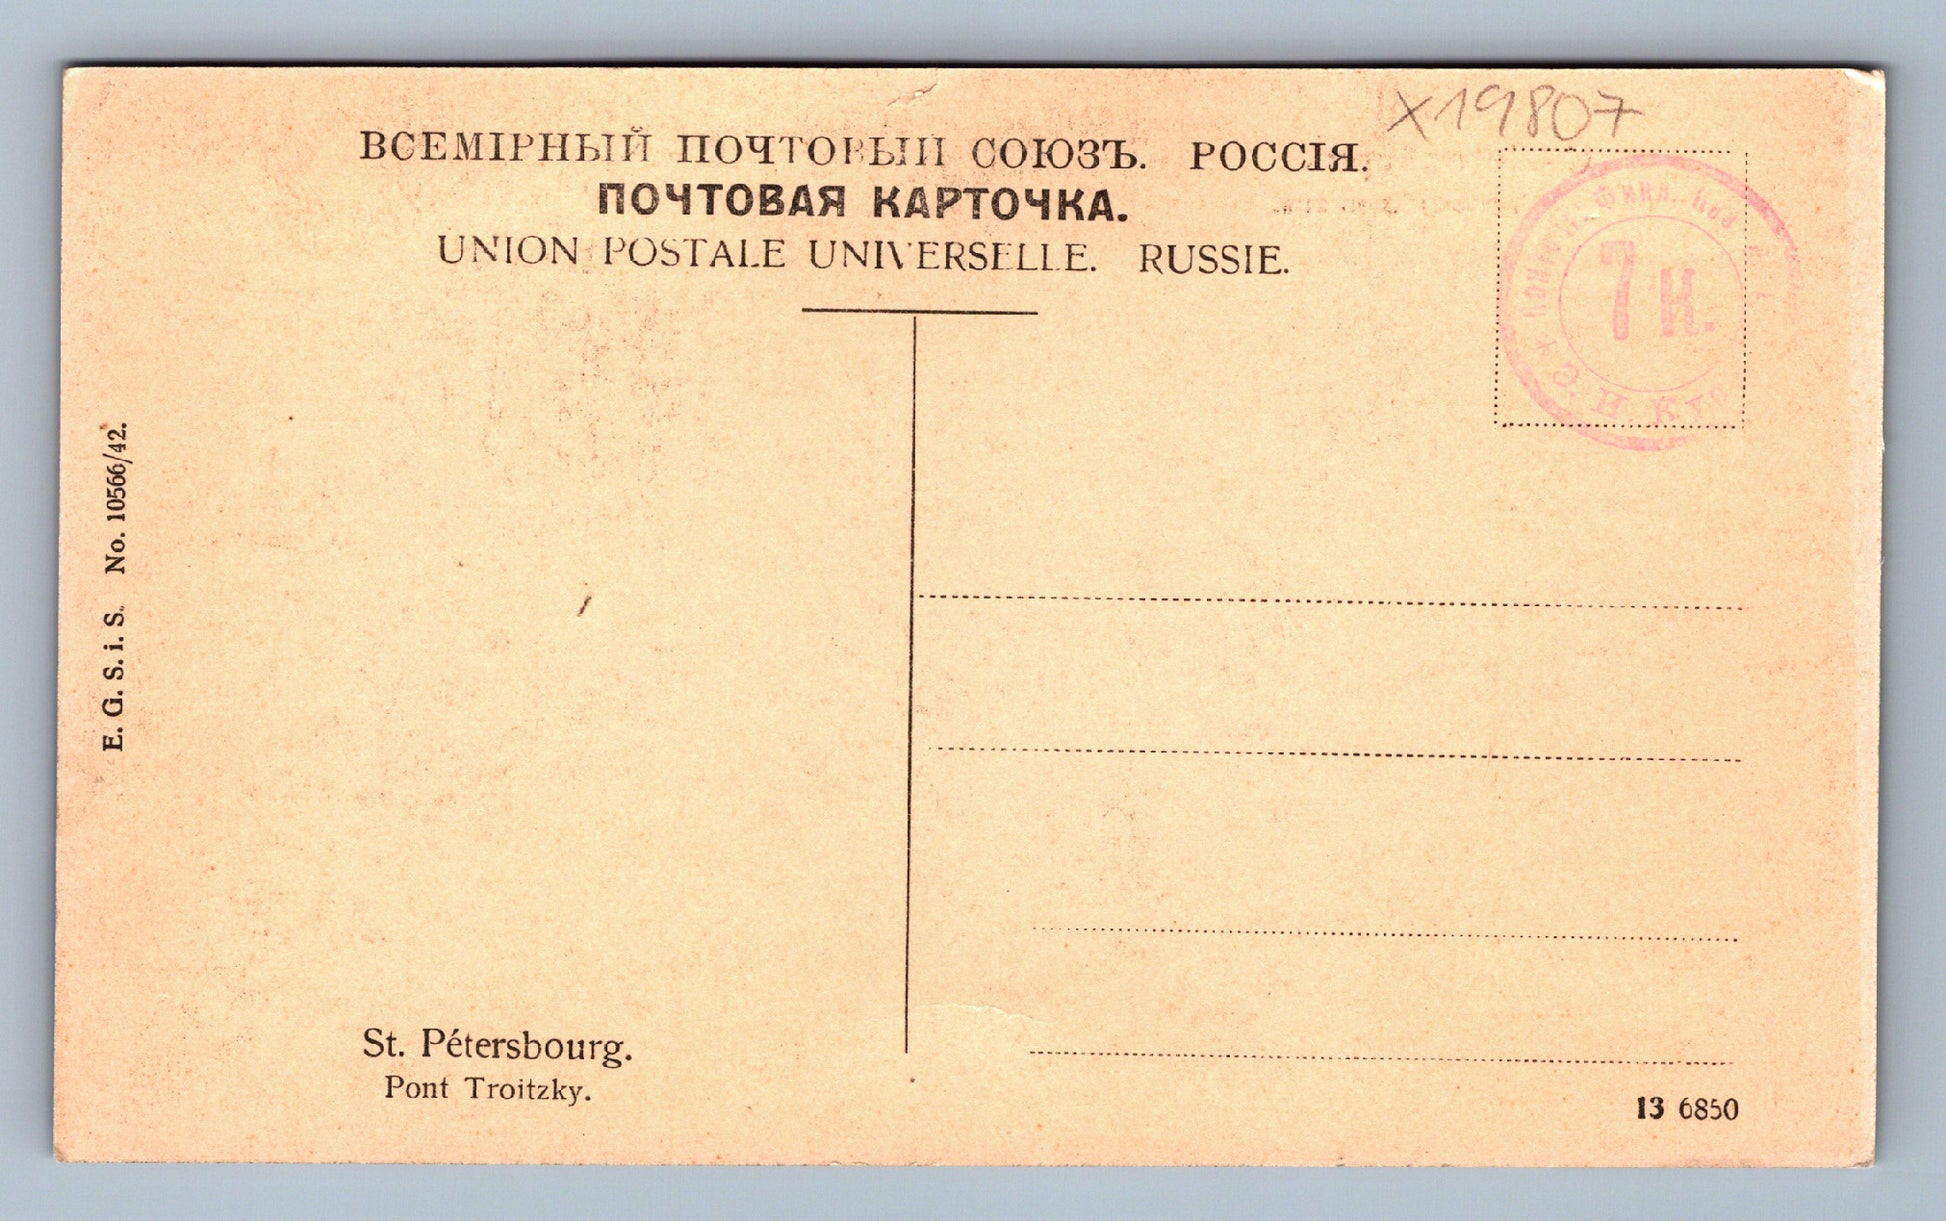 X19807
ВСЕМІРНЫЙ ПОЧТОВЫЙ СОЮЗЪ. РОССІЯ.
ПОЧТОВАЯ КАРТОЧКА.
UNION POSTALE UNIVERSELLE. RUSSIE.
7 К.
E. G. S. i. S. No. 10566/42.
St. Pétersbourg.
Pont Troitzky.
13 6850